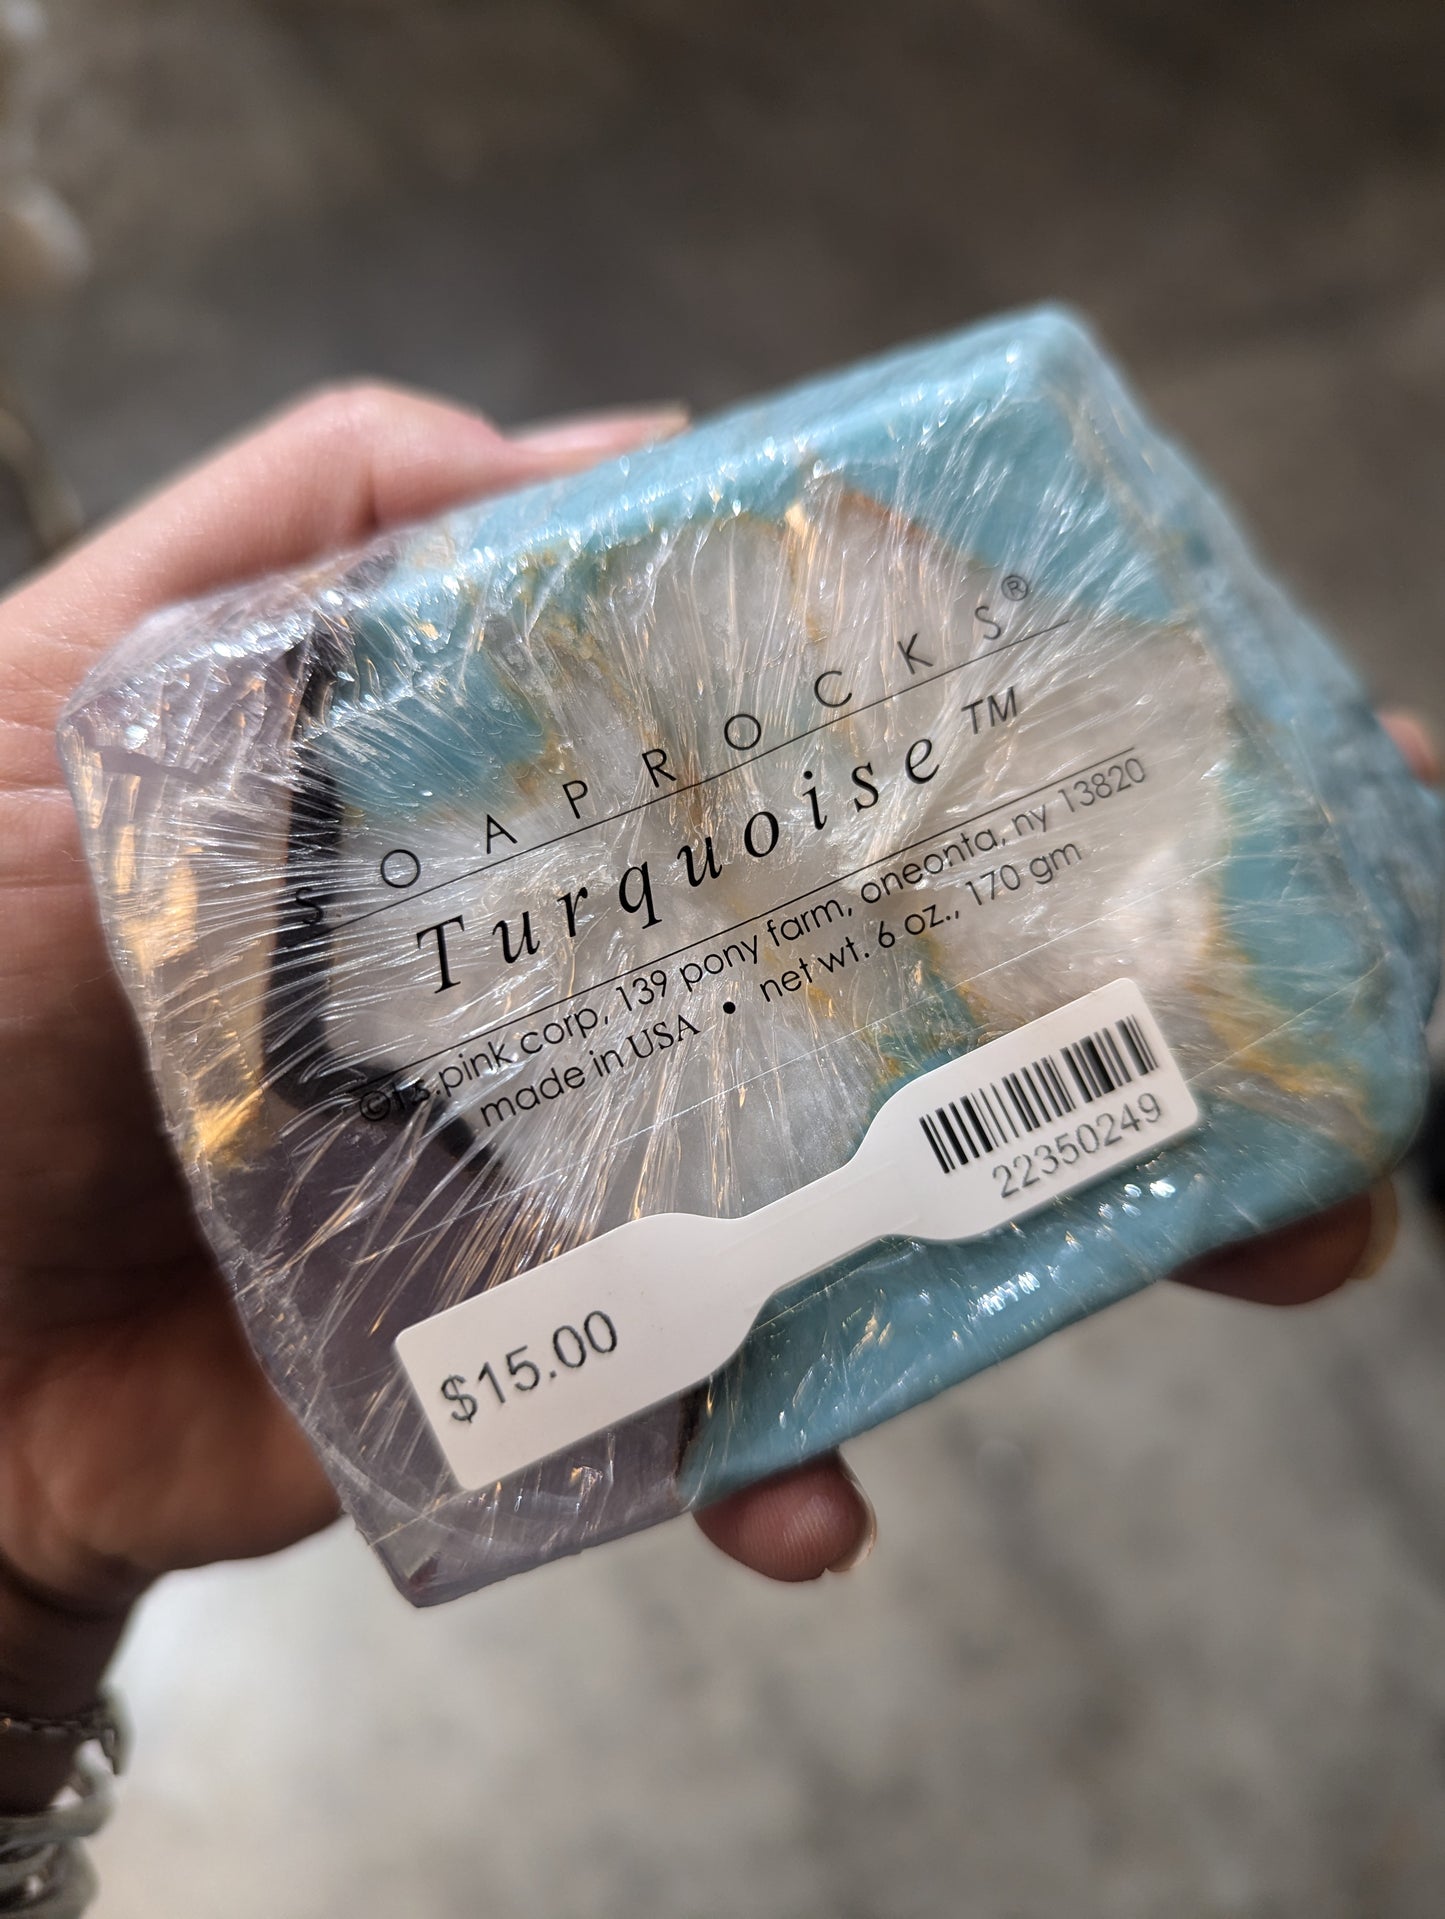 SOAPROCKS®
Turquoise™
©t.s.pink corp, 139 pony farm, oneonta, ny 13820
made in USA • net wt. 6 oz., 170 gm
22350249
$15.00